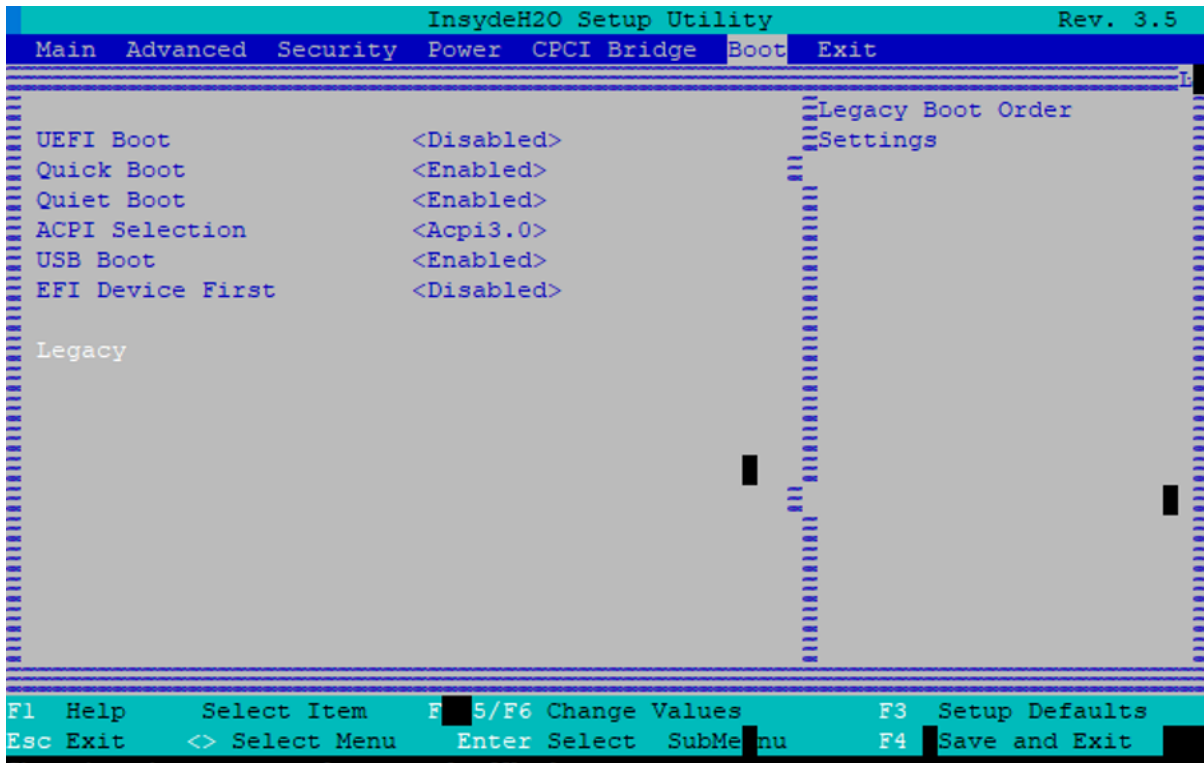 InsydeH2O Setup Utility Rev. 3.5
Main Advanced Security Power CPCI Bridge Boot Exit
Legacy Boot Order
UEFI Boot <Disabled> Settings
Quick Boot <Enabled>
Quiet Boot <Enabled>
ACPI Selection <Acpi3.0>
USB Boot <Enabled>
EFI Device First <Disabled>
Legacy
F1 Help Select Item F 5/F6 Change Values F3 Setup Defaults
Esc Exit <> Select Menu Enter Select SubMe nu F4 Save and Exit